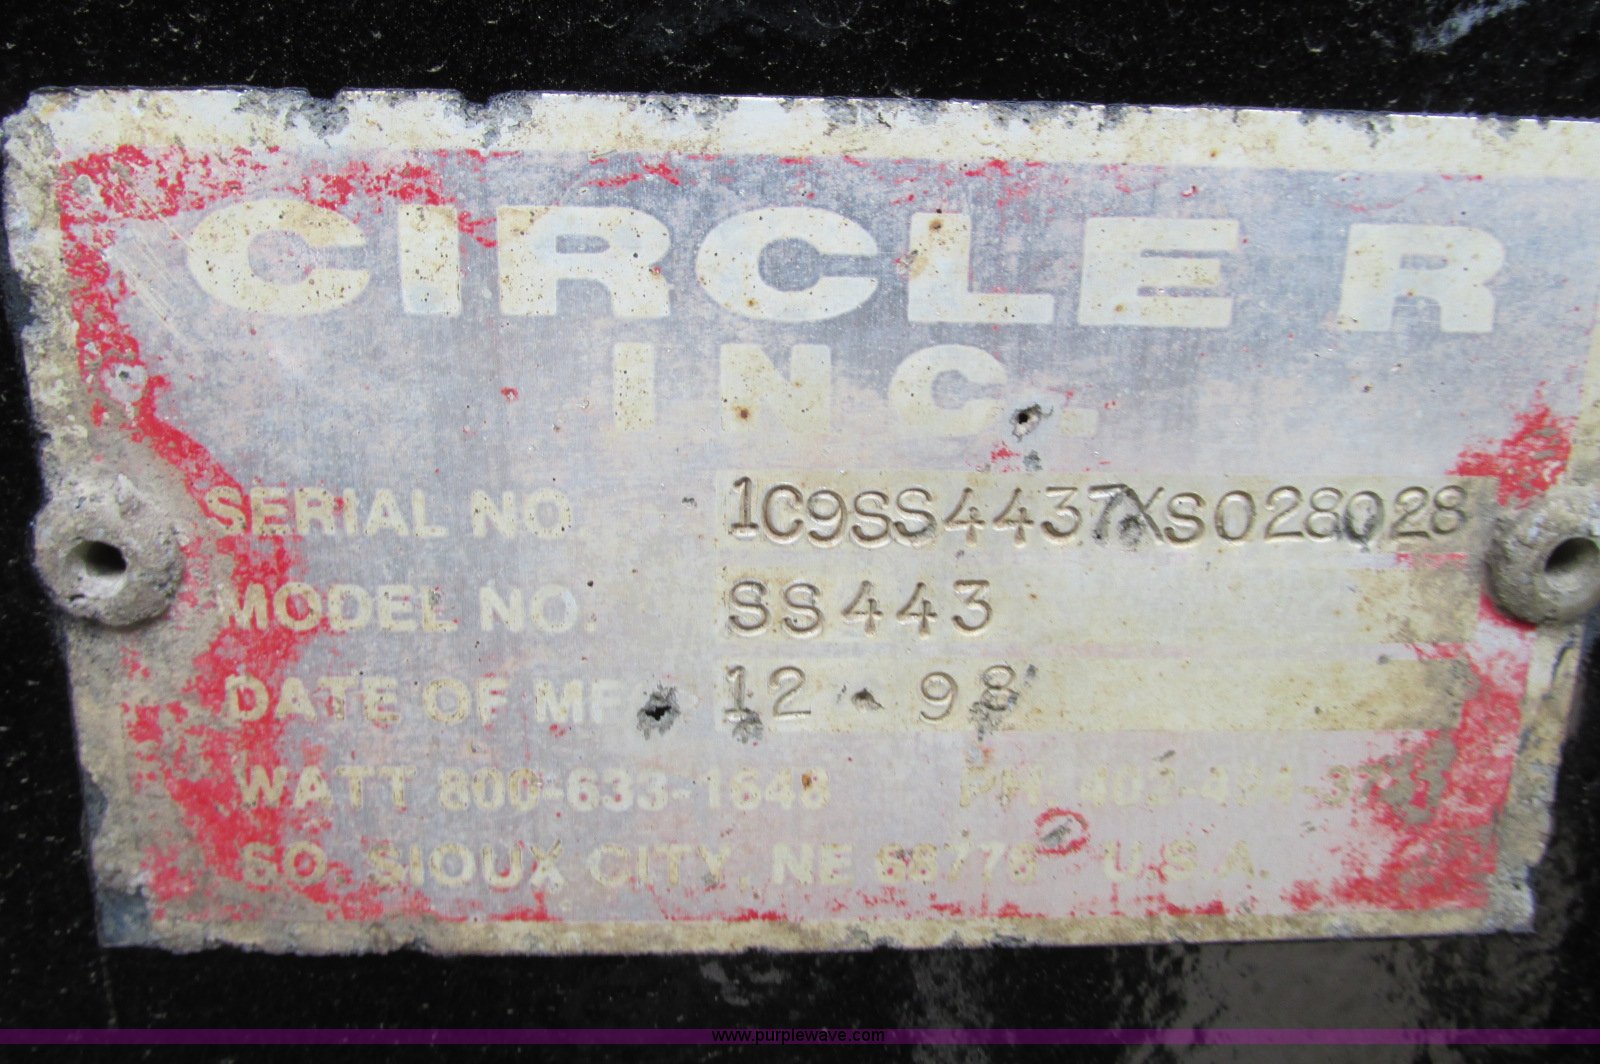 CIRCLE R
INC.
SERIAL NO. 1C9SS4437XS028028
MODEL NO. SS443
DATE OF MF 12 - 98
WATT 800-633-1648
SO. SIOUX CITY, NE 68776 U.S.A.
www.purplewave.com